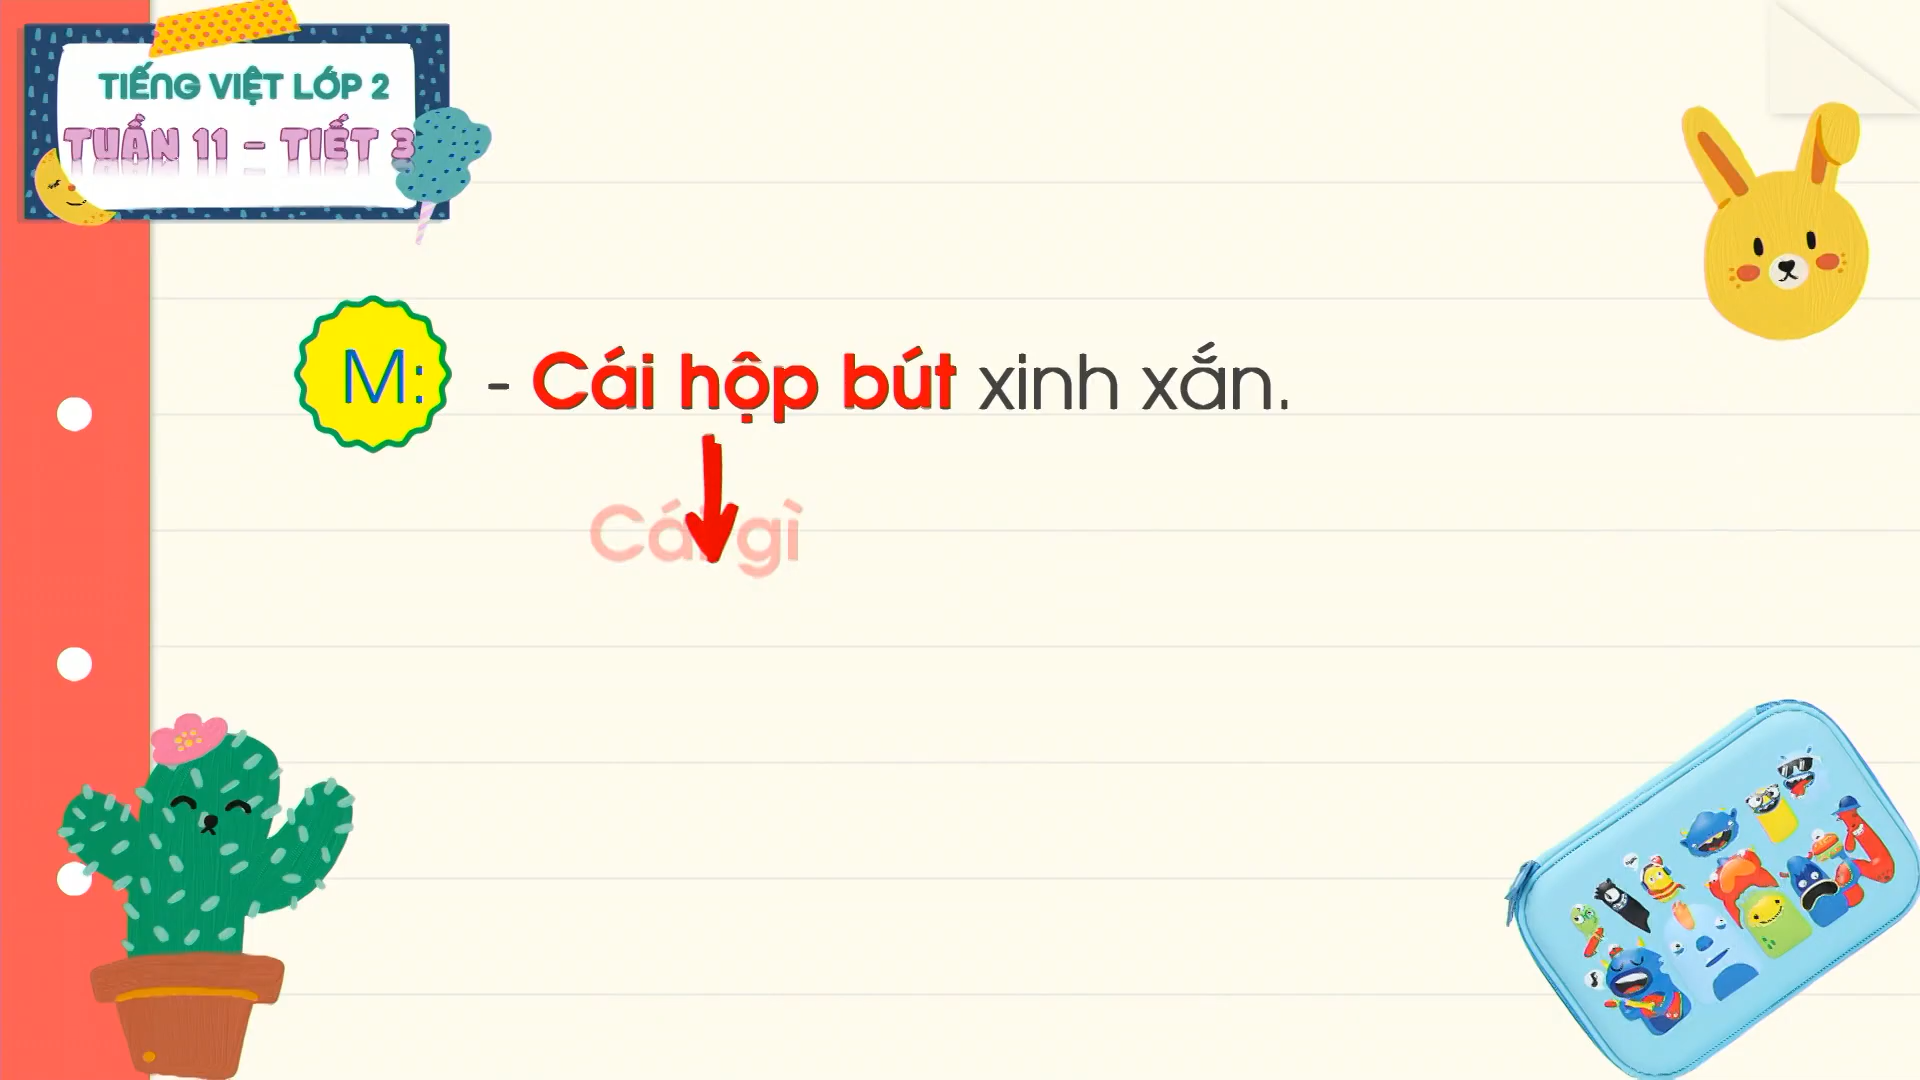 TIẾNG VIỆT LỚP 2
TUẦN 11 - TIẾT 3
M: - Cái hộp bút xinh xắn.
Cái gì